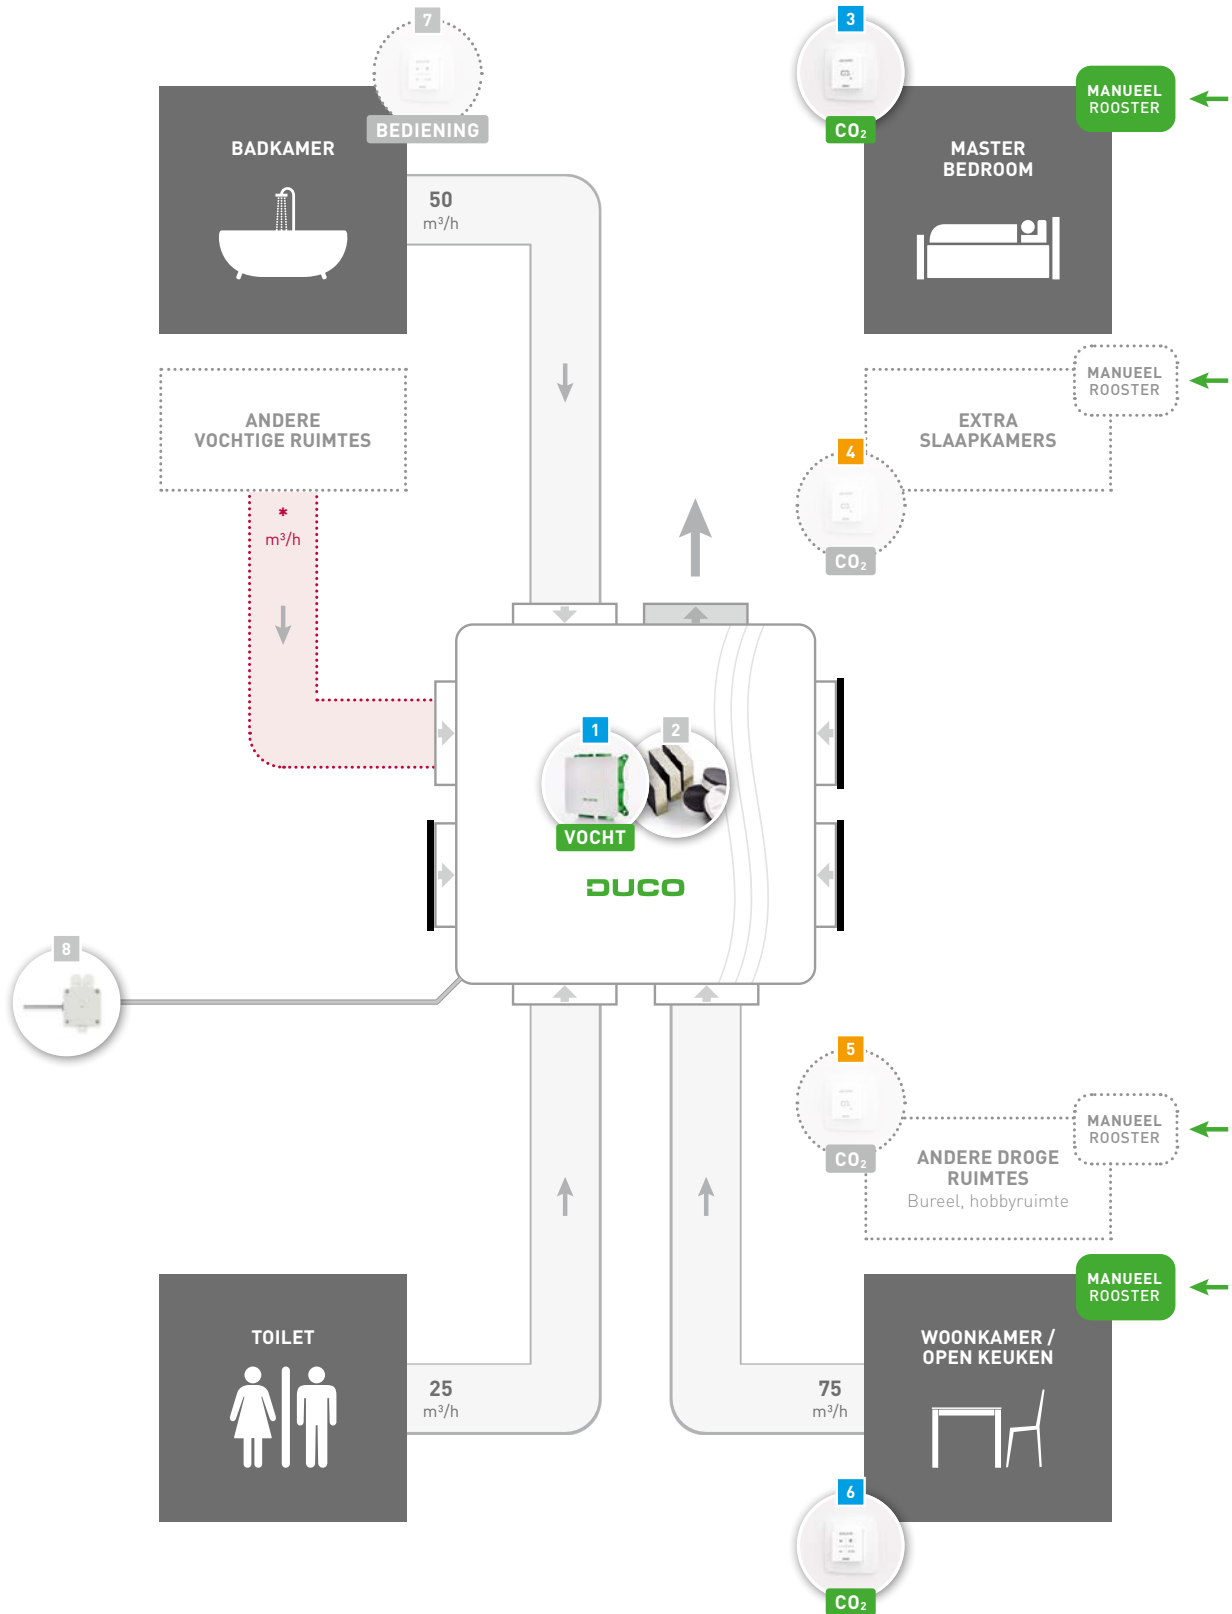 7
BEDIENING
BADKAMER
50
m³/h
3
CO₂
MANUEEL
ROOSTER
MASTER
BEDROOM
ANDERE
VOCHTIGE RUIMTES
*
m³/h
MANUEEL
ROOSTER
EXTRA
SLAAPKAMERS
4
CO₂
1
VOCHT
2
DUCO
8
5
CO₂
MANUEEL
ROOSTER
ANDERE DROGE
RUIMTES
Bureel, hobbyruimte
TOILET
25
m³/h
75
m³/h
MANUEEL
ROOSTER
WOONKAMER /
OPEN KEUKEN
6
CO₂